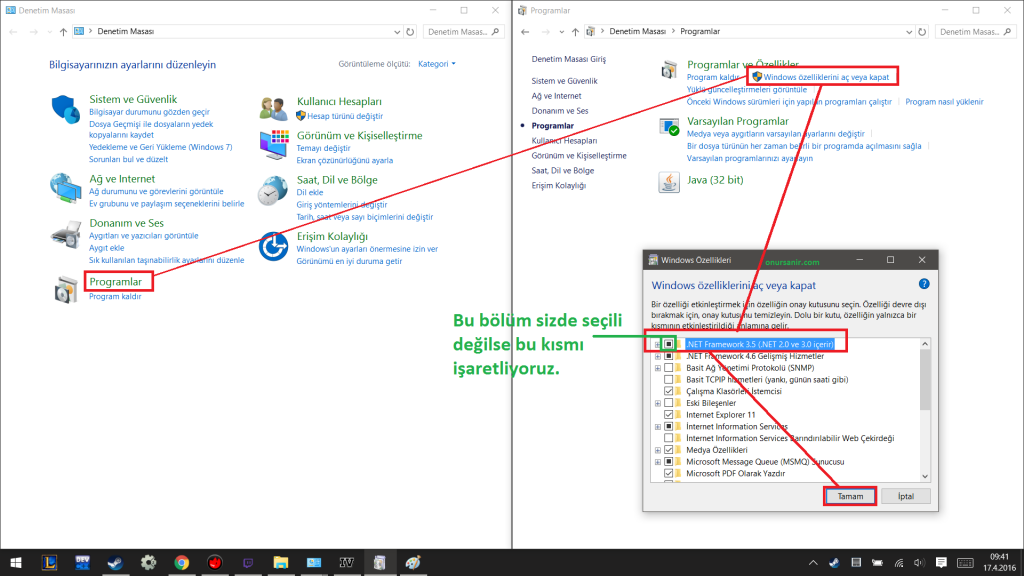 Denetim Masası
Denetim Masası
Denetim Masas...
Bilgisayarınızın ayarlarını düzenleyin
Görüntüleme ölçütü: Kategori
Sistem ve Güvenlik
Bilgisayar durumunu gözden geçir
Dosya Geçmişi ile dosyaların yedek
kopyalarını kaydet
Yedekleme ve Geri Yükleme (Windows 7)
Sorunları bul ve düzelt
Ağ ve Internet
Ağ durumunu ve görevlerini görüntüle
Ev grubunu ve paylaşım seçeneklerini belirle
Donanım ve Ses
Aygıtları ve yazıcıları görüntüle
Aygıt ekle
Sık kullanılan taşınabilirlik ayarlarını düzenle
Programlar
Program kaldır
Kullanıcı Hesapları
Hesap türünü değiştir
Görünüm ve Kişiselleştirme
Temayı değiştir
Ekran çözünürlüğünü ayarla
Saat, Dil ve Bölge
Dil ekle
Giriş yöntemlerini değiştir
Tarih, saat veya sayı biçimlerini değiştir
Erişim Kolaylığı
Windows'un ayarları önermesine izin ver
Görünümü en iyi duruma getir
Programlar
Denetim Masası > Programlar
Denetim Masas...
Denetim Masası Giriş
Sistem ve Güvenlik
Ağ ve Internet
Donanım ve Ses
Programlar
Kullanıcı Hesapları
Görünüm ve Kişiselleştirme
Saat, Dil ve Bölge
Erişim Kolaylığı
Programlar ve Özellikler
Program kaldır Windows özelliklerini aç veya kapat
Yüklü güncelleştirmeleri görüntüle
Önceki Windows sürümleri için yapılan programları çalıştır Program nasıl yüklenir
Varsayılan Programlar
Medya veya aygıtların varsayılan ayarlarını değiştir
Bir dosya türünün her zaman belirli bir programda açılmasını sağla
Varsayılan programlarınızı ayarlayın
Java (32 bit)
Bu bölüm sizde seçili
değilse bu kısmı
işaretliyoruz.
Windows Özellikleri
onursanir.com
Windows özelliklerini aç veya kapat
Bir özelliği etkinleştirmek için özelliğin onay kutusunu seçin. Özelliği devre dışı
bırakmak için, onay kutusunu temizleyin. Dolu bir kutu, özelliğin yalnızca bir
kısmının etkinleştirildiği anlamına gelir.
.NET Framework 3.5 (.NET 2.0 ve 3.0 içerir)
.NET Framework 4.6 Gelişmiş Hizmetler
Basit Ağ Yönetimi Protokolü (SNMP)
Basit TCPIP hizmetleri (yankı, günün saati gibi)
Çalışma Klasörleri İstemcisi
Eski Bileşenler
Internet Explorer 11
İnternet Information Services
İnternet Information Services Barındırılabilir Web Çekirdeği
Medya Özellikleri
Microsoft Message Queue (MSMQ) Sunucusu
Microsoft PDF Olarak Yazdır
Tamam
İptal
L
DEV
09:41
17.4.2016